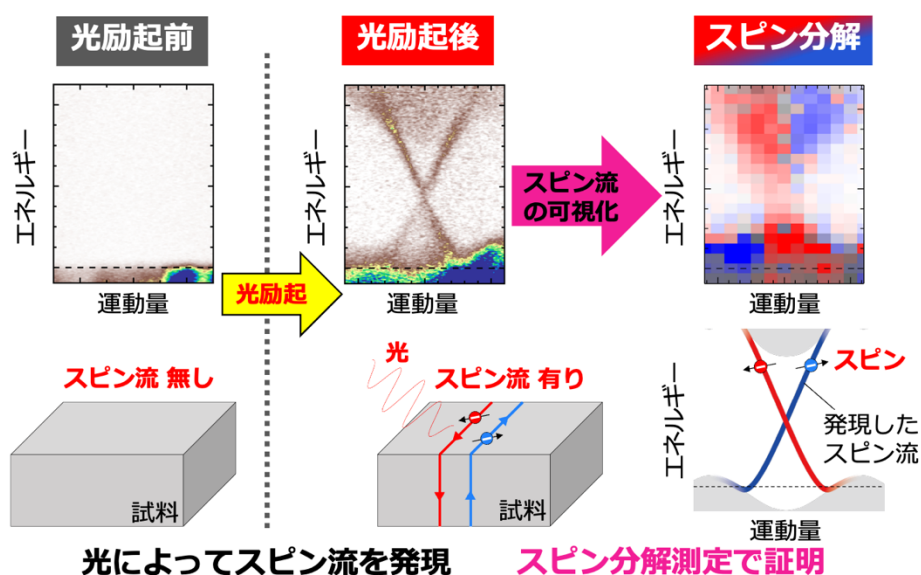 光励起前
光励起後
スピン分解
エネルギー
運動量
光励起
エネルギー
運動量
スピン流
の可視化
エネルギー
運動量
スピン流 無し
試料
光
スピン流 有り
試料
エネルギー
スピン
発現した
スピン流
運動量
光によってスピン流を発現
スピン分解測定で証明